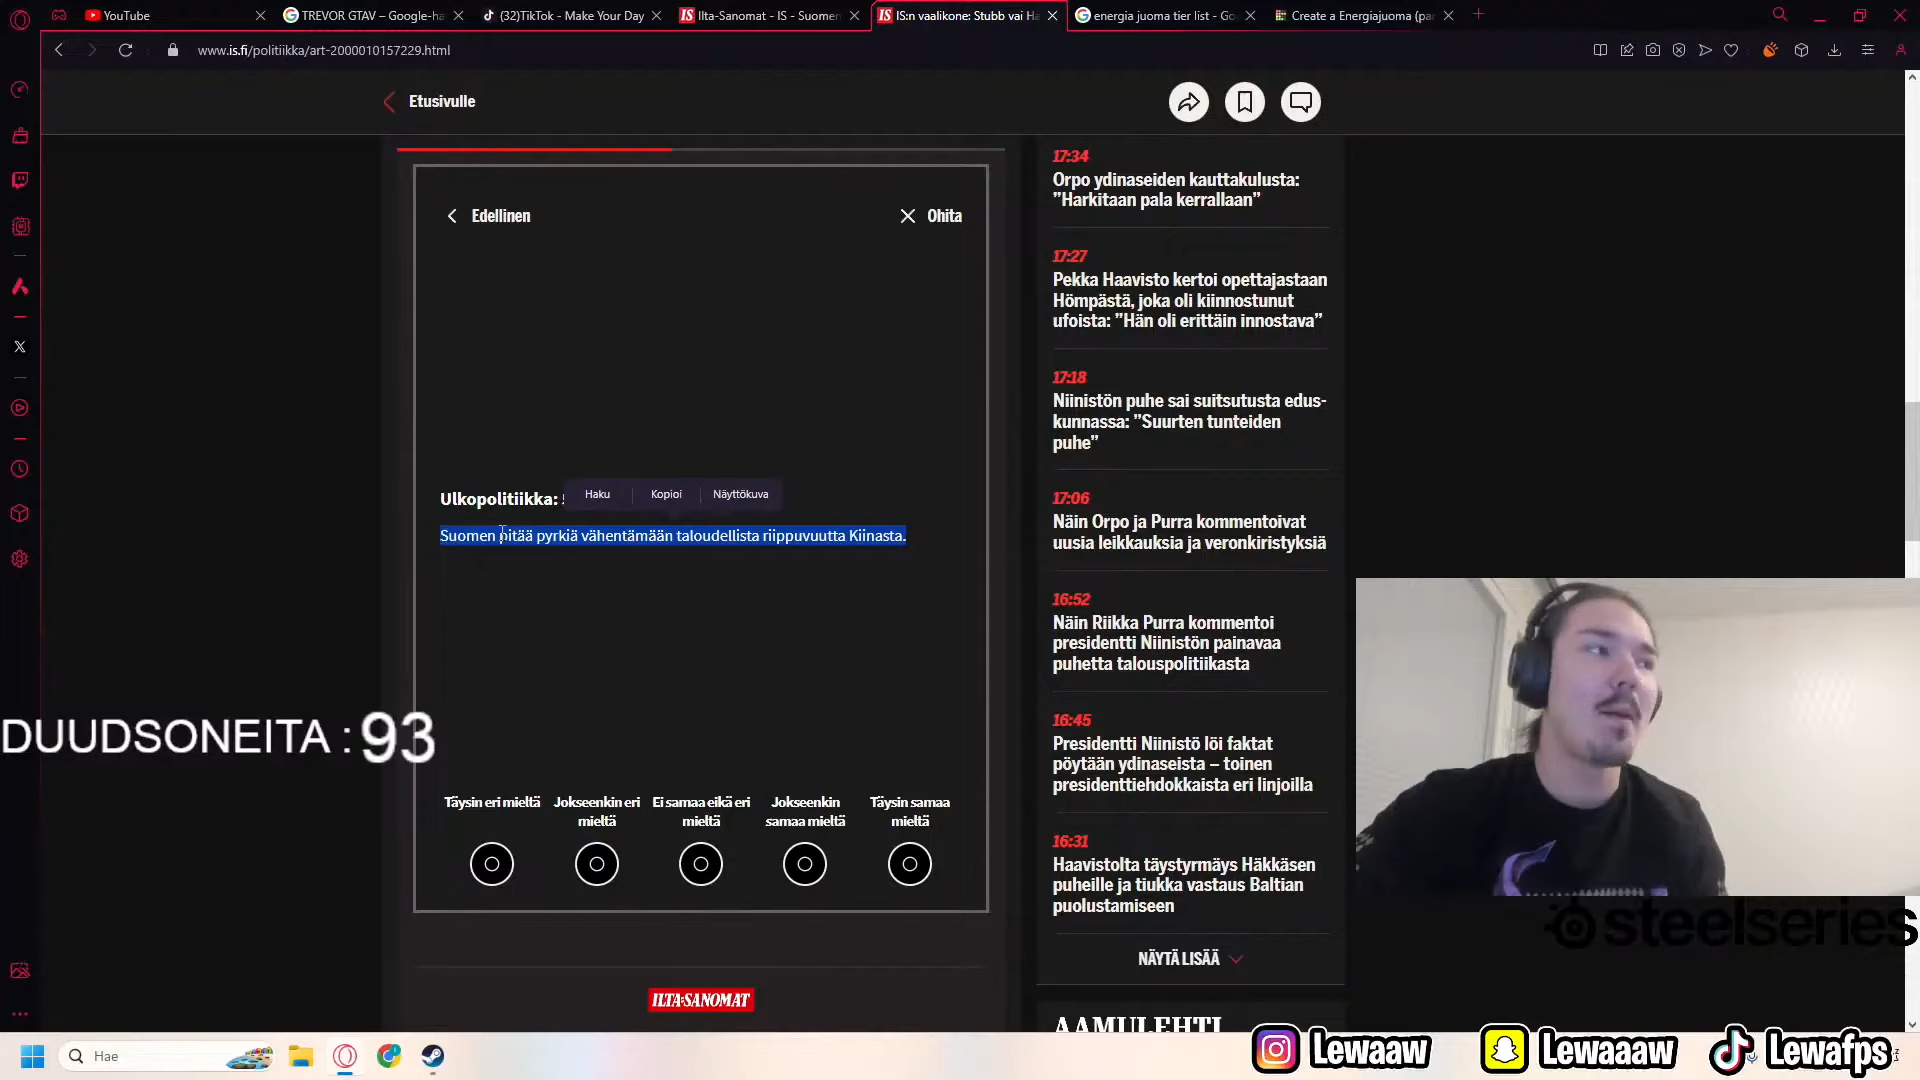 YouTube
TREVOR GTAV – Google-ha
(32)TikTok - Make Your Day
IS Ilta-Sanomat - IS - Suomen
IS IS:n vaalikone: Stubb vai Ha
energia juoma tier list - Go
Create a Energiajuoma (par
www.is.fi/politiikka/art-2000010157229.html
Etusivulle
Edellinen
Ohita
Ulkopolitiikka:
Haku
Kopioi
Näyttökuva
Suomen pitää pyrkiä vähentämään taloudellista riippuvuutta Kiinasta.
Täysin eri mieltä
Jokseenkin eri
mieltä
Ei samaa eikä eri
mieltä
Jokseenkin
samaa mieltä
Täysin samaa
mieltä
ILTA-SANOMAT
17:34
Orpo ydinaseiden kauttakulusta:
”Harkitaan pala kerrallaan”
17:27
Pekka Haavisto kertoi opettajastaan
Hömpästä, joka oli kiinnostunut
ufoista: ”Hän oli erittäin innostava”
17:18
Niinistön puhe sai suitsutusta edus-
kunnassa: ”Suurten tunteiden
puhe”
17:06
Näin Orpo ja Purra kommentoivat
uusia leikkauksia ja veronkiristyksiä
16:52
Näin Riikka Purra kommentoi
presidentti Niinistön painavaa
puhetta talouspolitiikasta
16:45
Presidentti Niinistö löi faktat
pöytään ydinaseista – toinen
presidenttiehdokkaista eri linjoilla
16:31
Haavistolta täystyrmäys Häkkäsen
puheille ja tiukka vastaus Baltian
puolustamiseen
NÄYTÄ LISÄÄ
AAMULEHTI
DUUDSONEITA : 93
steelseries
Hae
Lewaaw
Lewaaaw
Lewafps